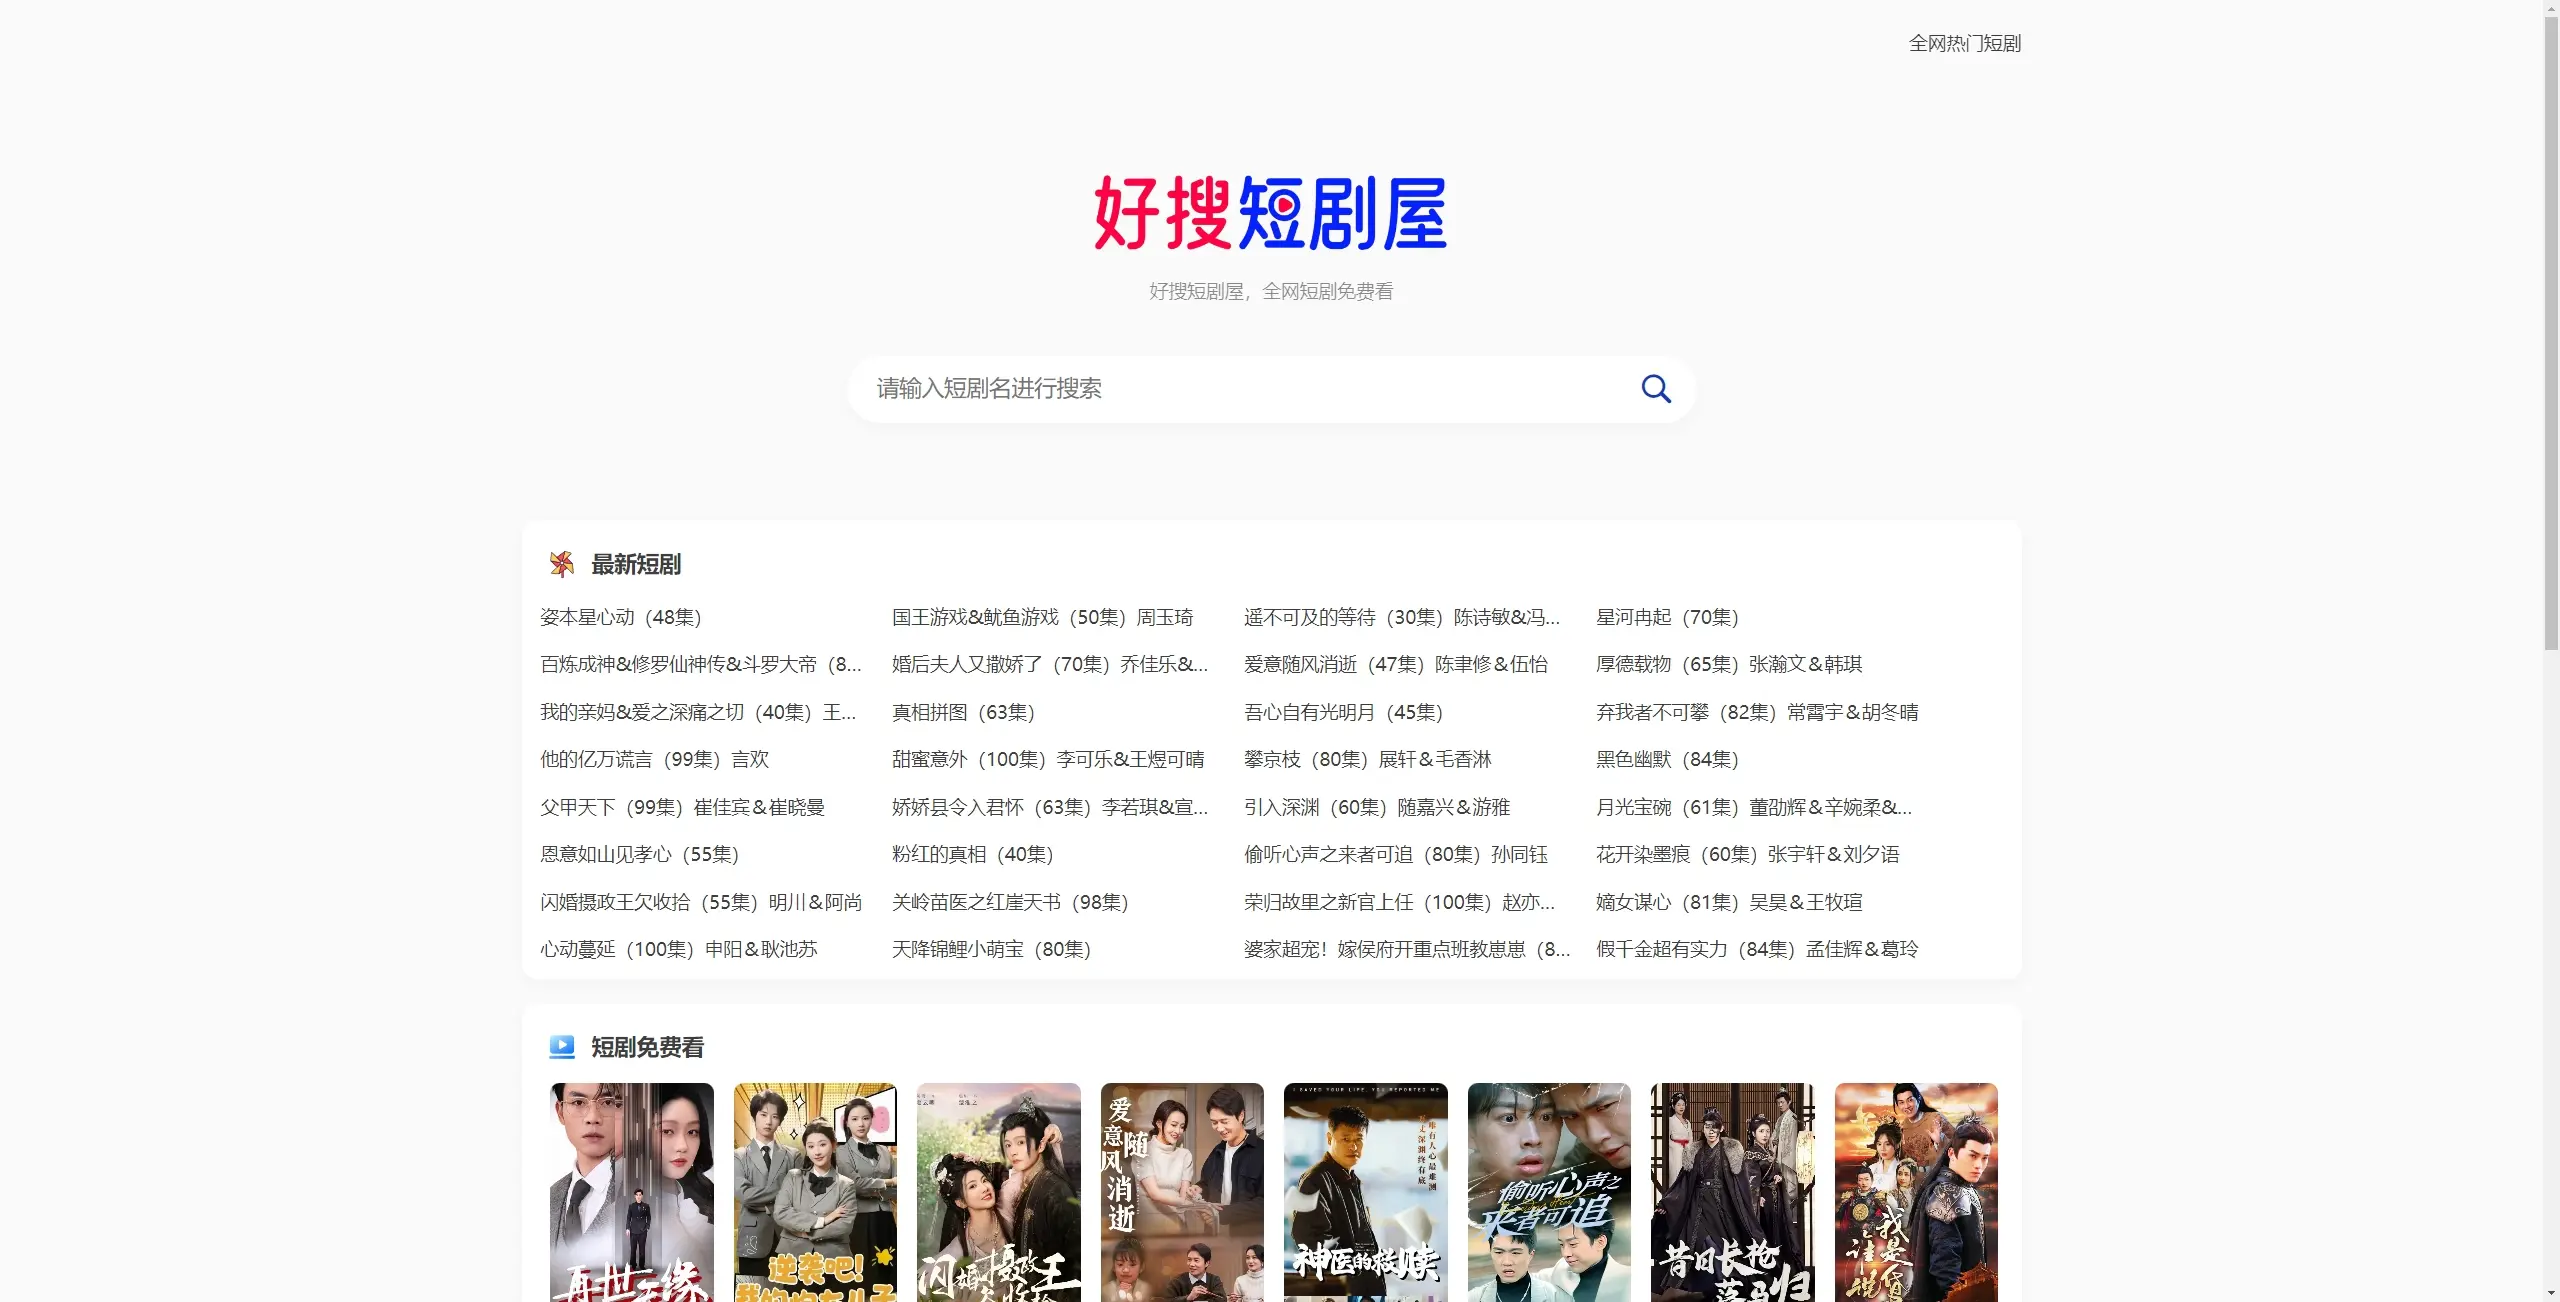 全网热门短剧
好搜短剧屋
好搜短剧屋，全网短剧免费看
请输入短剧名进行搜索
最新短剧
姿本星心动（48集）
国王游戏&鱿鱼游戏（50集）周玉琦
遥不可及的等待（30集）陈诗敏&冯...
星河冉起（70集）
百炼成神&修罗仙神传&斗罗大帝（8...
婚后夫人又撒娇了（70集）乔佳乐&...
爱意随风消逝（47集）陈聿修＆伍怡
厚德载物（65集）张瀚文＆韩琪
我的亲妈&爱之深痛之切（40集）王...
真相拼图（63集）
吾心自有光明月（45集）
弃我者不可攀（82集）常霄宇＆胡冬晴
他的亿万谎言（99集）言欢
甜蜜意外（100集）李可乐&王煜可晴
攀京枝（80集）展轩＆毛香淋
黑色幽默（84集）
父甲天下（99集）崔佳宾＆崔晓曼
娇娇县令入君怀（63集）李若琪&宣...
引入深渊（60集）随嘉兴＆游雅
月光宝碗（61集）董劭辉＆辛婉柔&...
恩意如山见孝心（55集）
粉红的真相（40集）
偷听心声之来者可追（80集）孙同钰
花开染墨痕（60集）张宇轩＆刘夕语
闪婚摄政王欠收拾（55集）明川＆阿尚
关岭苗医之红崖天书（98集）
荣归故里之新官上任（100集）赵亦...
嫡女谋心（81集）吴昊＆王牧瑄
心动蔓延（100集）申阳＆耿池苏
天降锦鲤小萌宝（80集）
婆家超宠！嫁侯府开重点班教崽崽（8...
假千金超有实力（84集）孟佳辉＆葛玲
短剧免费看
再世无缘
逆袭吧！
闪婚摄政王
爱意随风消逝
I SAVED YOUR LIFE, YOU REPORTED ME
唯有人心最难测
万丈深渊终有底
神医的救赎
偷听心声之
来者可追
昔日长枪
落马归
我是
让